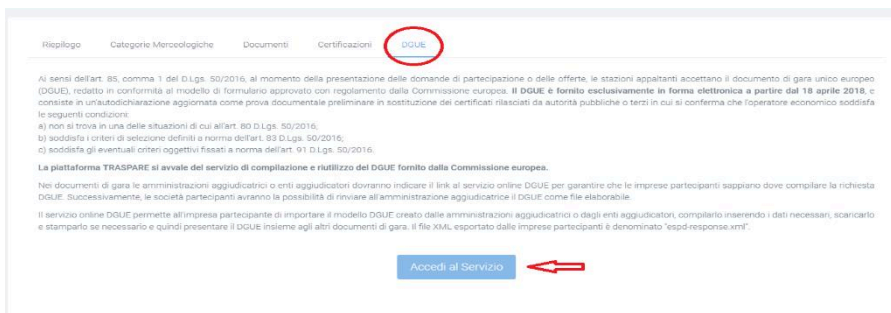 Riepilogo Categorie Merceologiche Documenti Certificazioni DGUE
Ai sensi dell'art. 85, comma 1 del D.Lgs. 50/2016, al momento della presentazione delle domande di partecipazione o delle offerte, le stazioni appaltanti accettano il documento di gara unico europeo
(DGUE), redatto in conformità al modello di formulario approvato con regolamento dalla Commissione europea. Il DGUE è fornito esclusivamente in forma elettronica a partire dal 18 aprile 2018, e
consiste in un'autodichiarazione aggiornata come prova documentale preliminare in sostituzione dei certificati rilasciati da autorità pubbliche o terzi in cui si conferma che l'operatore economico soddisfa
le seguenti condizioni:
a) non si trova in una delle situazioni di cui all'art. 80 D.Lgs. 50/2016;
b) soddisfa i criteri di selezione definiti a norma dell'art. 83 D.Lgs. 50/2016;
c) soddisfa gli eventuali criteri oggettivi fissati a norma dell'art. 91 D.Lgs. 50/2016.
La piattaforma TRASPARE si avvale del servizio di compilazione e riutilizzo del DGUE fornito dalla Commissione europea.
Nei documenti di gara le amministrazioni aggiudicatrici o enti aggiudicatori dovranno indicare il link al servizio online DGUE per garantire che le imprese partecipanti sappiano dove compilare la richiesta
DGUE. Successivamente, le società partecipanti avranno la possibilità di rinviare all'amministrazione aggiudicatrice il DGUE come file elaborabile.
Il servizio online DGUE permette all'impresa partecipante di importare il modello DGUE creato dalle amministrazioni aggiudicatrici o dagli enti aggiudicatori, compilarlo inserendo i dati necessari, scaricarlo
e stamparlo se necessario e quindi presentare il DGUE insieme agli altri documenti di gara. Il file XML esportato dalle imprese partecipanti è denominato "espd-response.xml".
Accedi al Servizio